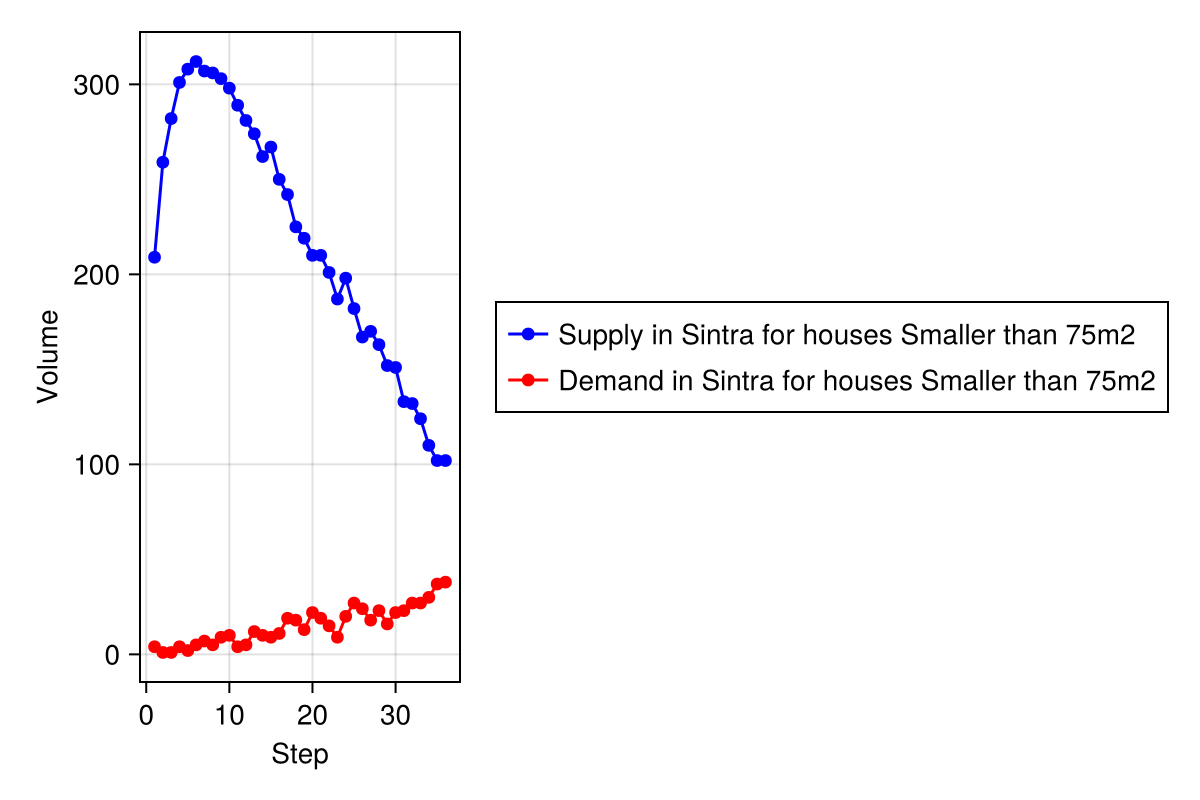 300
200
100
0
Volume
0 10 20 30
Step
Supply in Sintra for houses Smaller than 75m2
Demand in Sintra for houses Smaller than 75m2